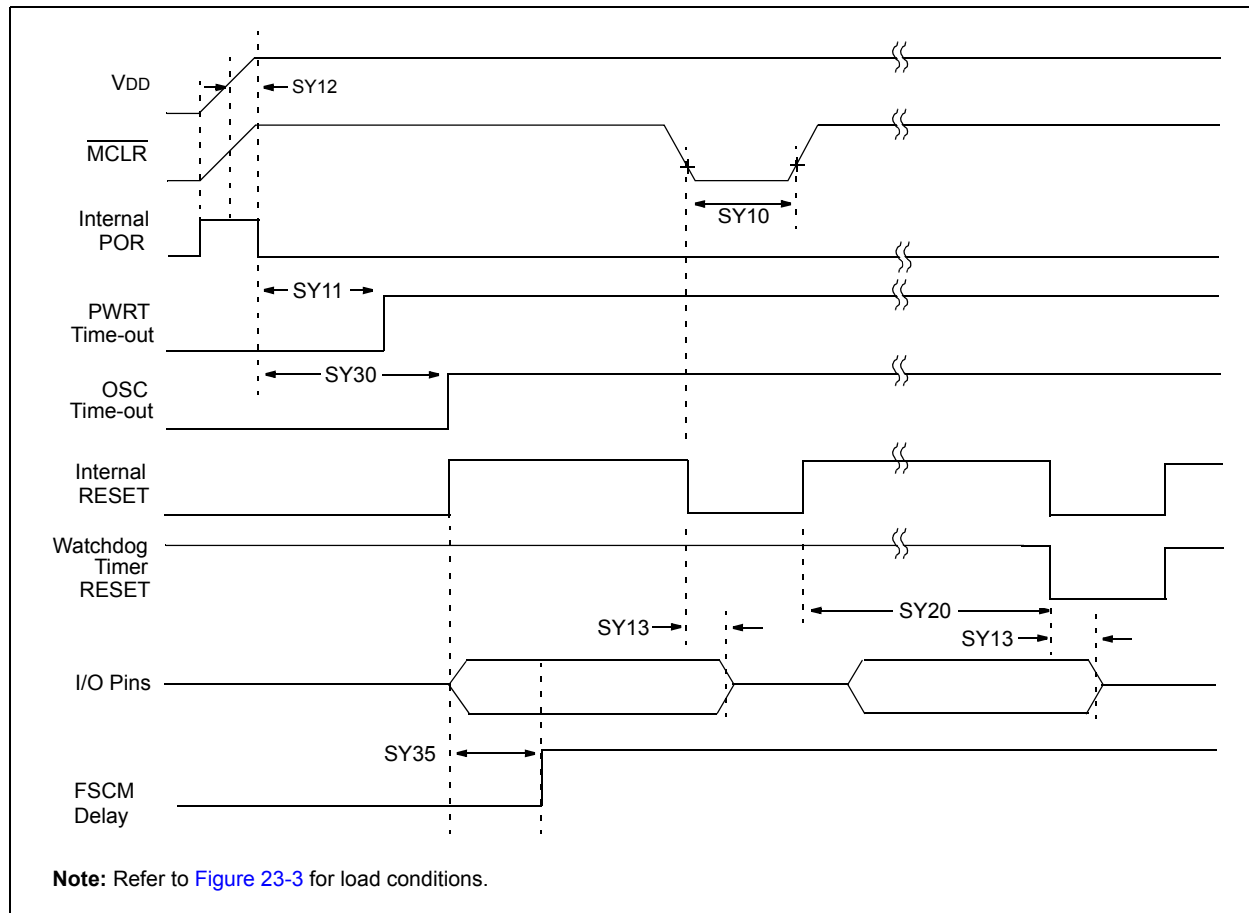 VDD
SY12
MCLR
SY10
Internal
POR
SY11
PWRT
Time-out
SY30
OSC
Time-out
Internal
RESET
Watchdog
Timer
RESET
SY20
SY13
SY13
I/O Pins
SY35
FSCM
Delay
Note: Refer to Figure 23-3 for load conditions.